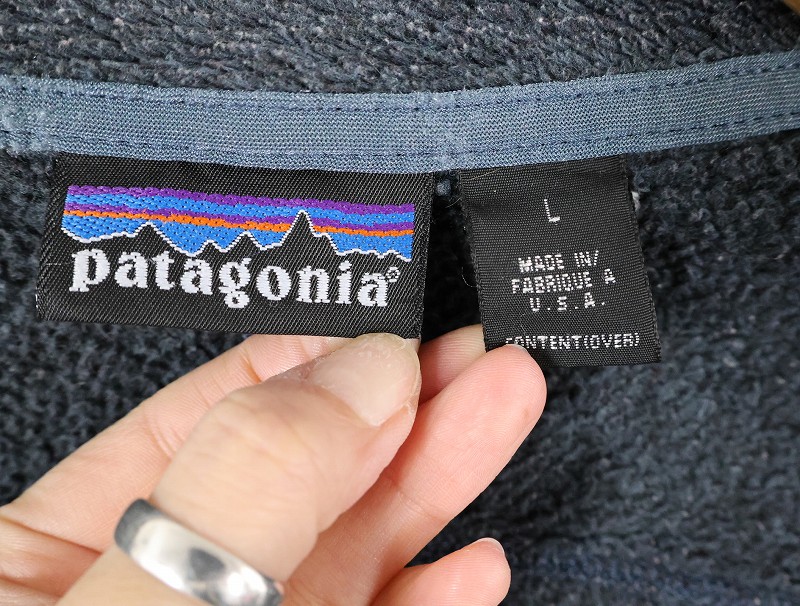 patagonia®
L
MADE IN/
FABRIQUE A
U.S.A.
CONTENT(OVER)